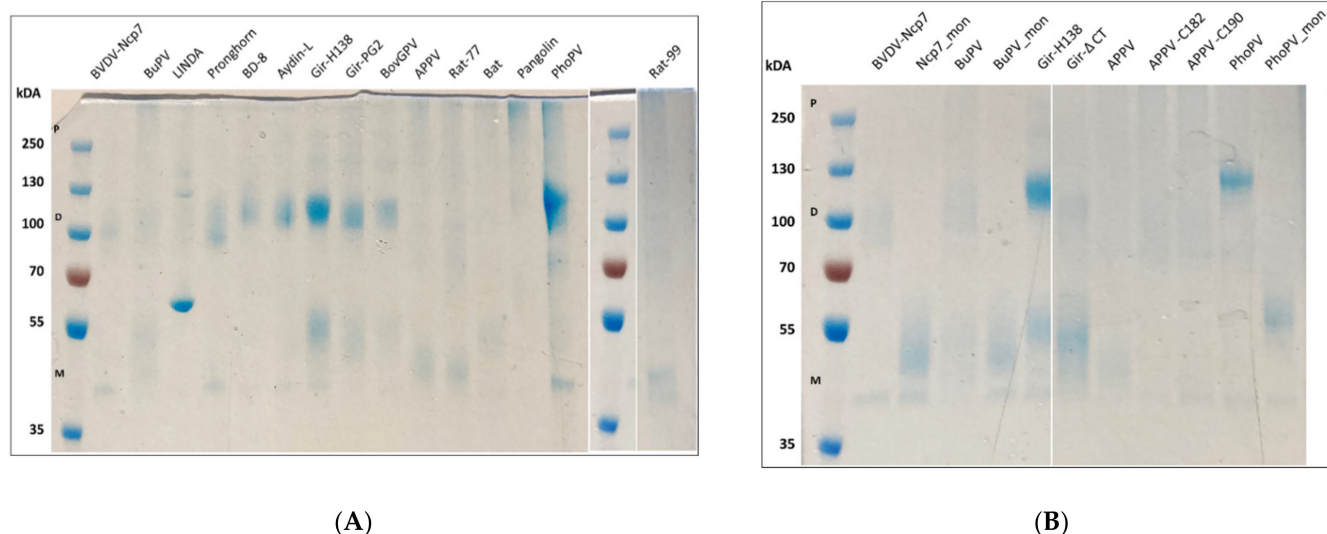 BVDV-Ncp7
BuPV
LINDA
Pronghorn
BD-8
Aydin-L
Gir-H138
Gir-PG2
BovGPV
APPV
Rat-77
Bat
Pangolin
PhoPV
Rat-99
kDA
P
250
130
D
100
70
55
M
35
(A)
BVDV-Ncp7
Ncp7_mon
BuPV
BuPV_mon
Gir-H138
Gir-Δ CT
APPV
APPV-C182
APPV-C190
PhoPV
PhoPV_mon
kDA
P
250
130
D
100
70
55
M
35
(B)